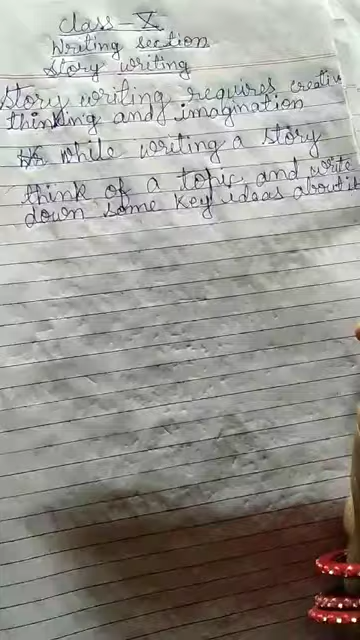 Class - X
Writing section
Story writing
Story writing requires creativ
thinking and imagination
while writing a story
think of a topic and write
down some key ideas about it